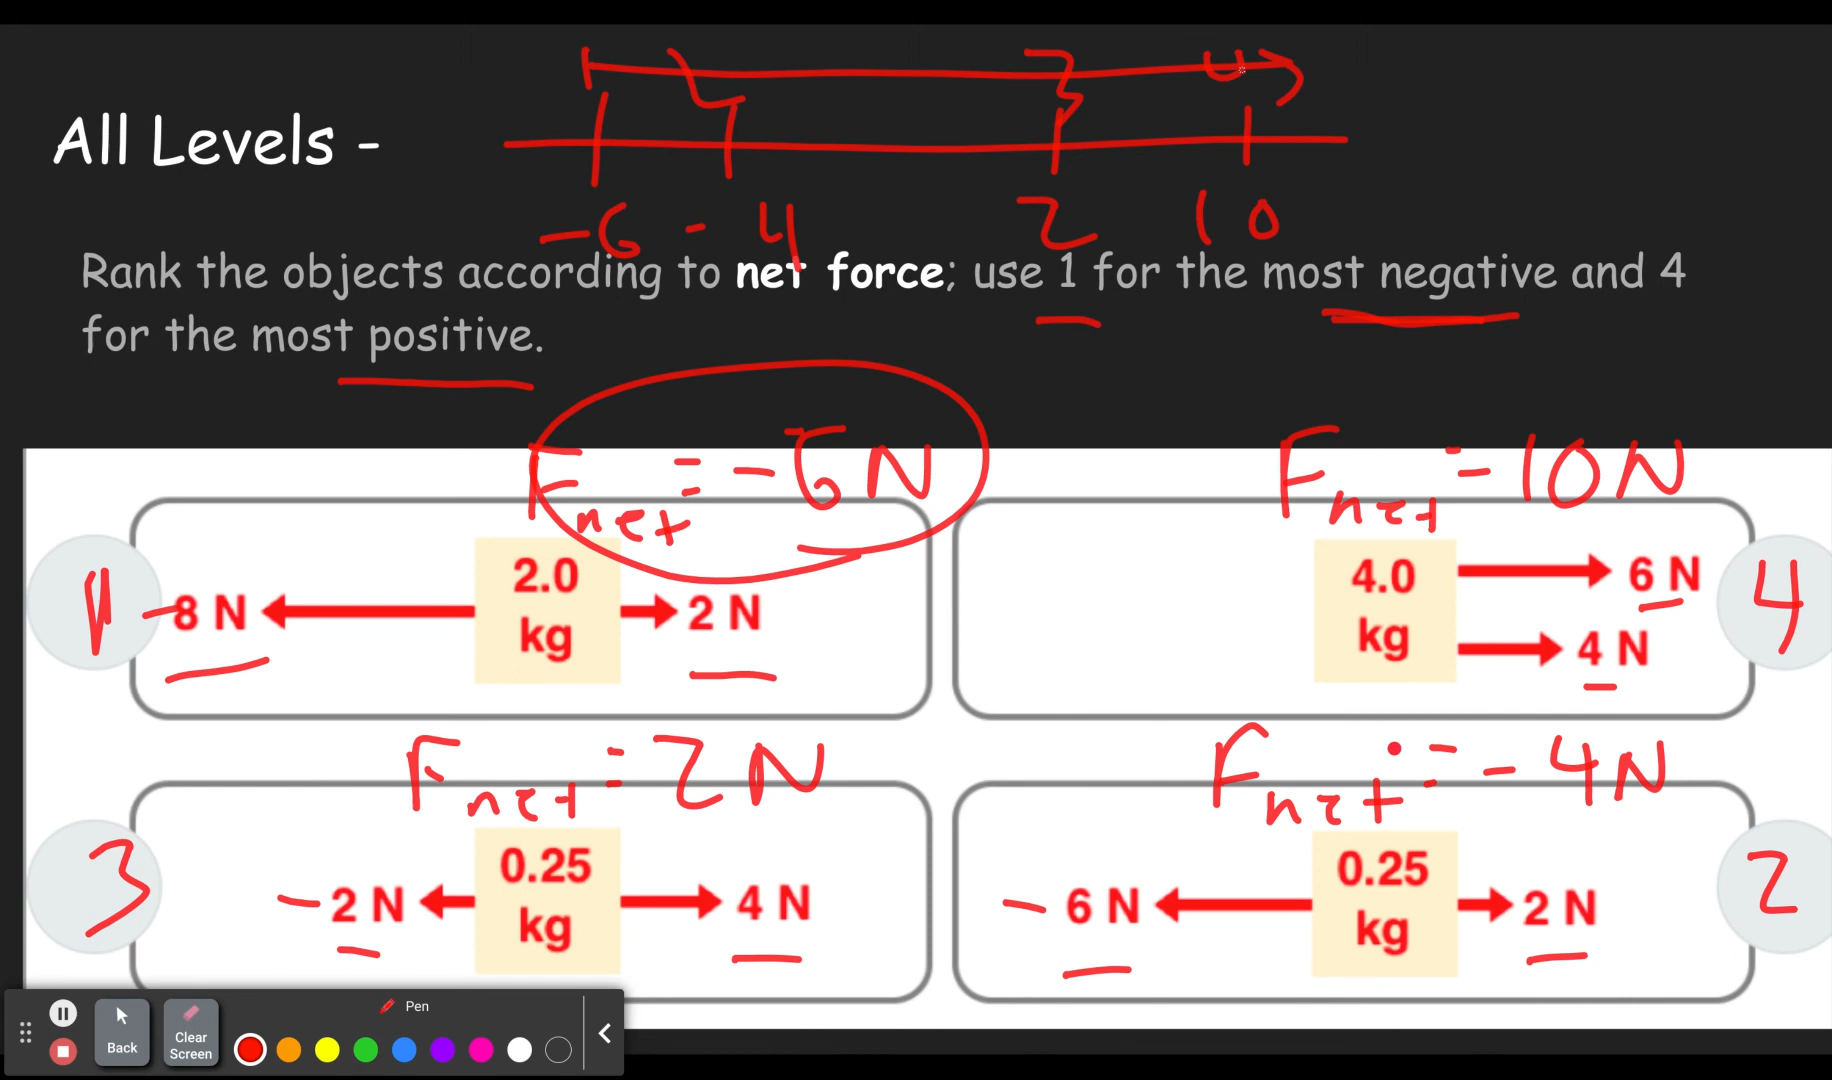 All Levels -
-6 -4 2 10
Rank the objects according to net force; use 1 for the most negative and 4
for the most positive.
Fnet = -6N
Fnet = 10N
1
-8 N
2.0
kg
2 N
4.0
kg
6 N
4 N
4
Fnet = 2N
Fnet = -4N
3
-2 N
0.25
kg
4 N
-6 N
0.25
kg
2 N
2
Pen
Back
Clear
Screen